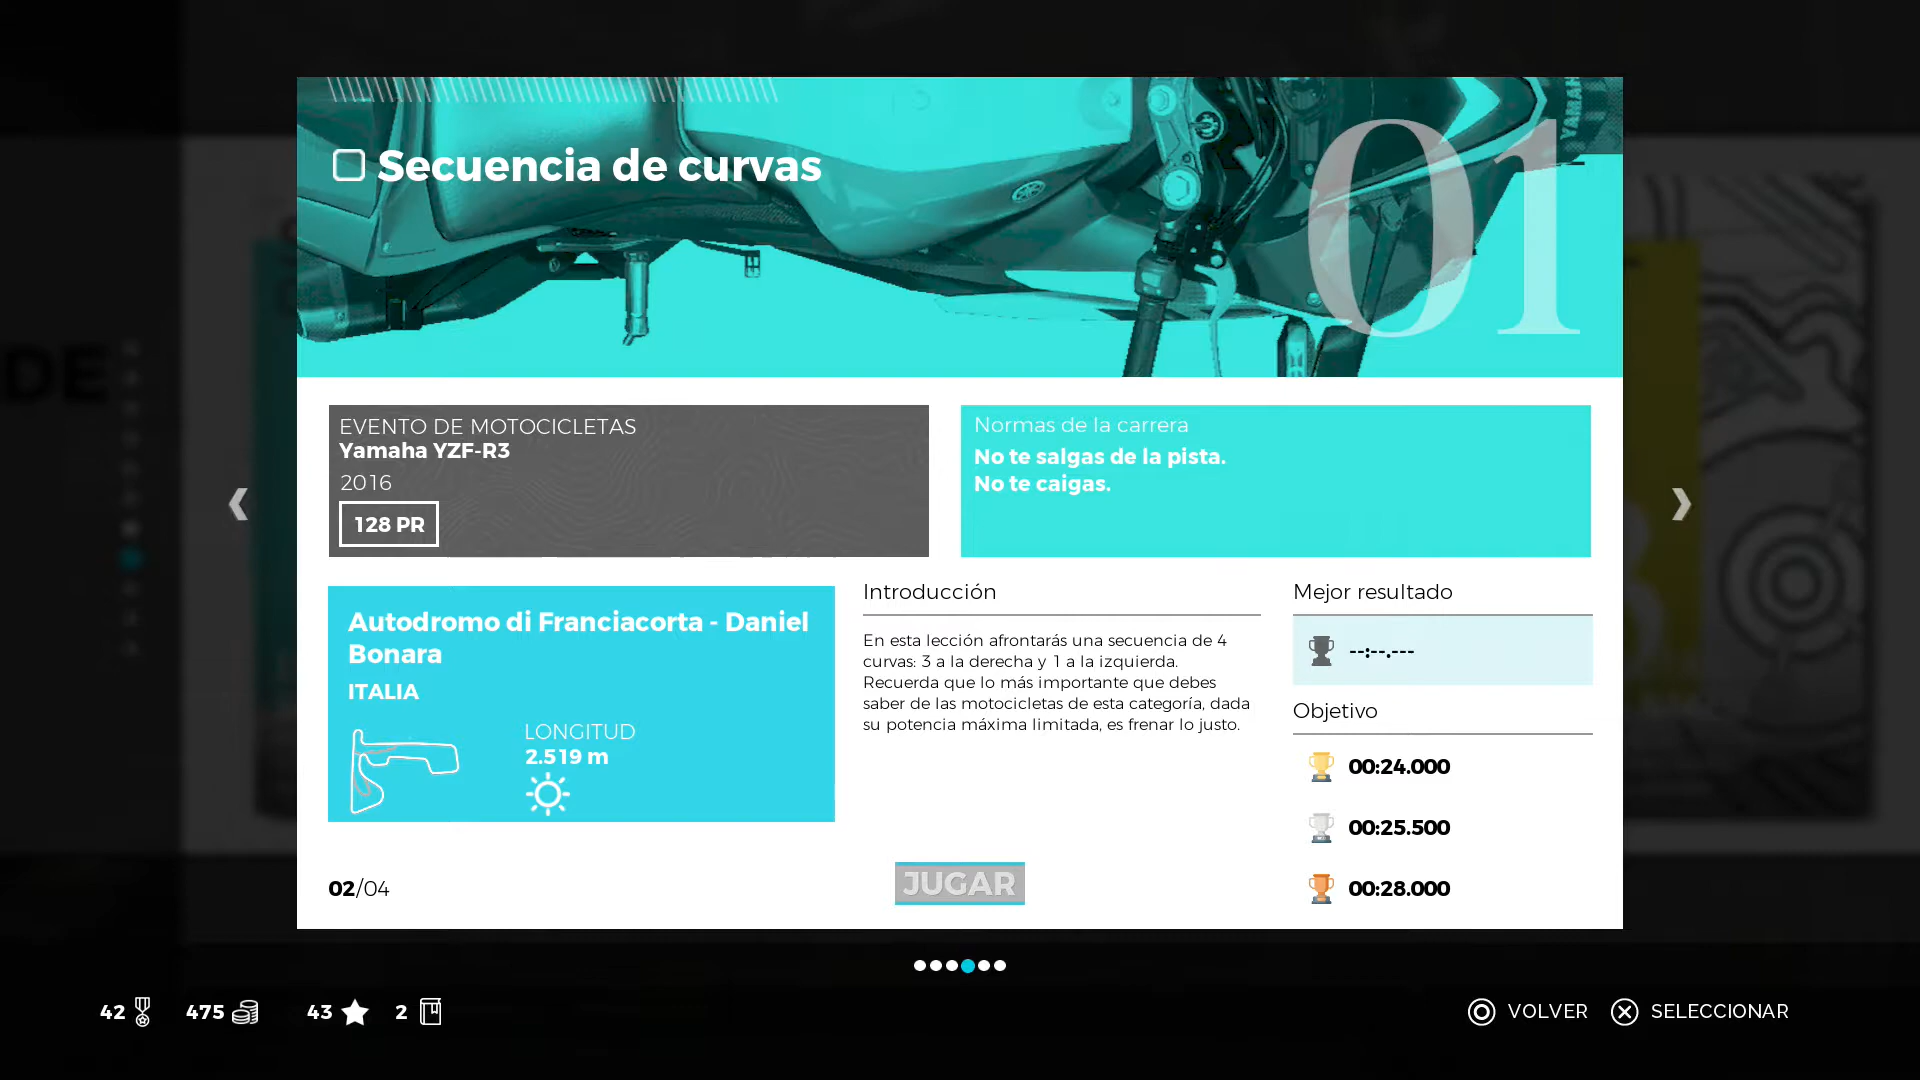 01
Secuencia de curvas
YAMAHA
DE
EVENTO DE MOTOCICLETAS
Yamaha YZF-R3
2016
128 PR
Normas de la carrera
No te salgas de la pista.
No te caigas.
Autodromo di Franciacorta - Daniel
Bonara
ITALIA
LONGITUD
2.519 m
Introducción
En esta lección afrontarás una secuencia de 4
curvas: 3 a la derecha y 1 a la izquierda.
Recuerda que lo más importante que debes
saber de las motocicletas de esta categoría, dada
su potencia máxima limitada, es frenar lo justo.
Mejor resultado
--:--.---
Objetivo
00:24.000
00:25.500
00:28.000
02/04
JUGAR
42
475
43
2
VOLVER
SELECCIONAR